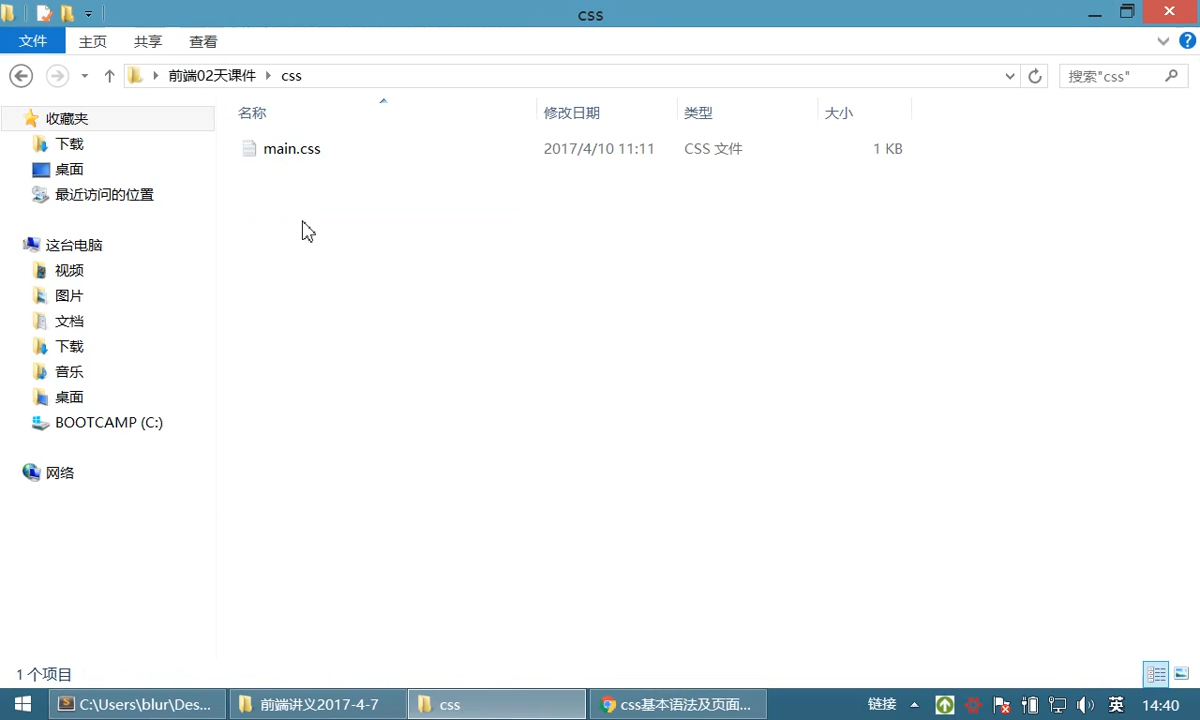 css
文件
主页
共享
查看
前端02天课件
css
搜索"css"
名称
修改日期
类型
大小
main.css
2017/4/10 11:11
CSS 文件
1 KB
收藏夹
下载
桌面
最近访问的位置
这台电脑
视频
图片
文档
下载
音乐
桌面
BOOTCAMP (C:)
网络
1 个项目
C:\Users\blur\Des...
前端讲义2017-4-7
css
css基本语法及页面...
链接
英
14:40